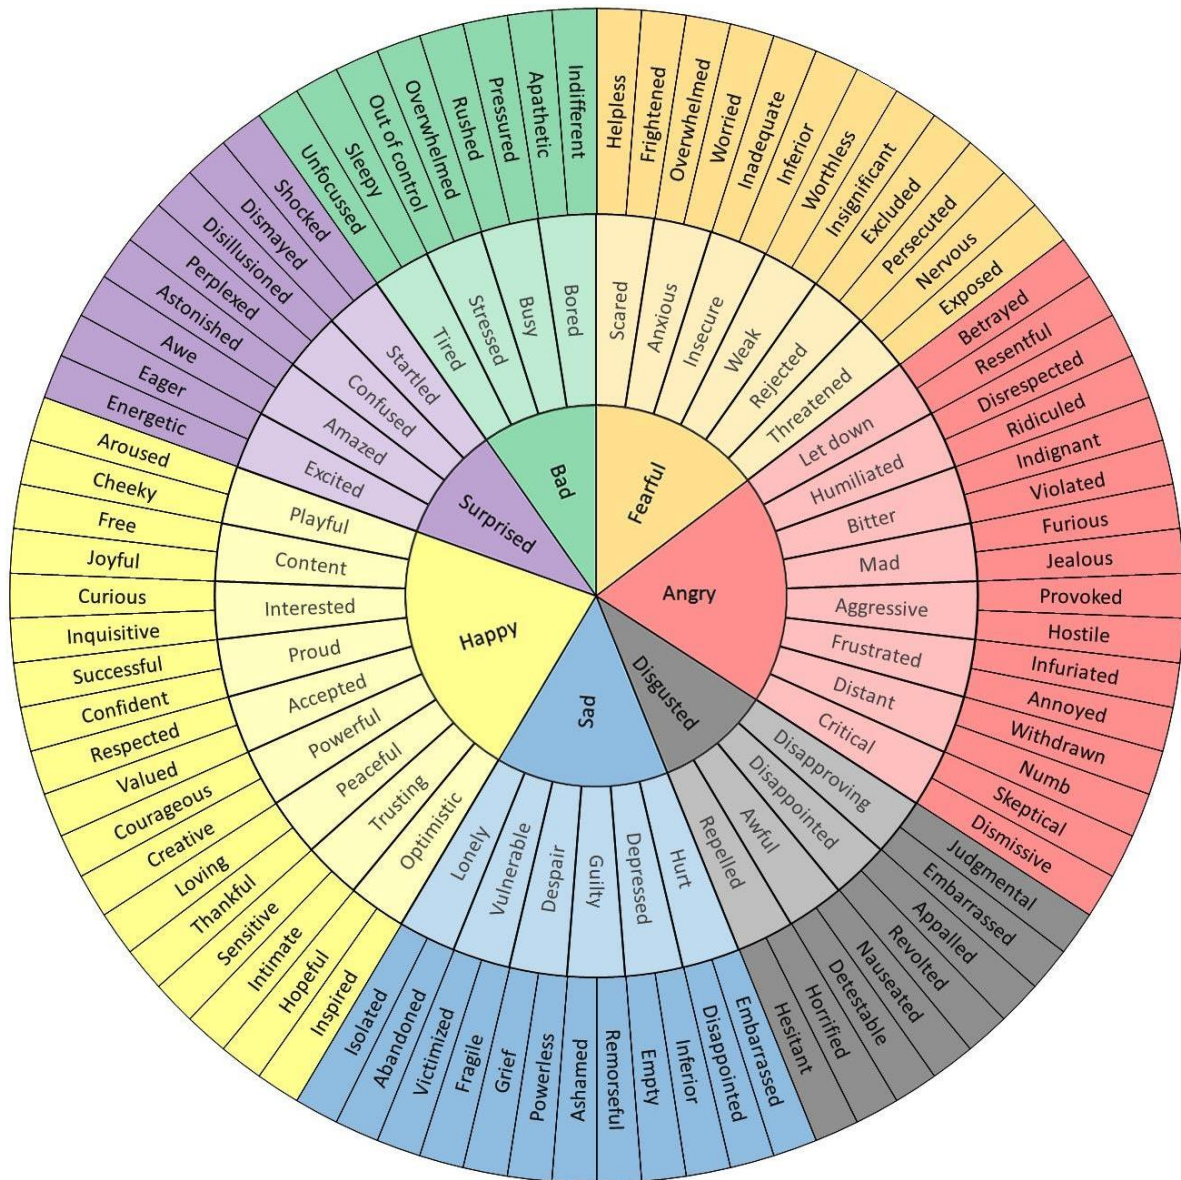 Fearful
Angry
Disgusted
Sad
Happy
Surprised
Bad
Scared
Anxious
Insecure
Weak
Rejected
Threatened
Let down
Humiliated
Bitter
Mad
Aggressive
Frustrated
Distant
Critical
Disapproving
Disappointed
Awful
Repelled
Hurt
Depressed
Guilty
Despair
Vulnerable
Lonely
Optimistic
Trusting
Peaceful
Powerful
Accepted
Proud
Interested
Content
Playful
Excited
Amazed
Confused
Startled
Tired
Stressed
Busy
Bored
Helpless
Frightened
Overwhelmed
Worried
Inadequate
Inferior
Worthless
Insignificant
Excluded
Persecuted
Nervous
Exposed
Betrayed
Resentful
Disrespected
Ridiculed
Indignant
Violated
Furious
Jealous
Provoked
Hostile
Infuriated
Annoyed
Withdrawn
Numb
Skeptical
Dismissive
Judgmental
Embarrassed
Appalled
Revolted
Nauseated
Detestable
Horrified
Hesitant
Embarrassed
Disappointed
Inferior
Empty
Remorseful
Ashamed
Powerless
Grief
Fragile
Victimized
Abandoned
Isolated
Inspired
Hopeful
Intimate
Sensitive
Thankful
Loving
Creative
Courageous
Valued
Respected
Confident
Successful
Inquisitive
Curious
Joyful
Free
Cheeky
Aroused
Energetic
Eager
Awe
Astonished
Perplexed
Disillusioned
Dismayed
Shocked
Unfocussed
Sleepy
Out of control
Overwhelmed
Rushed
Pressured
Apathetic
Indifferent